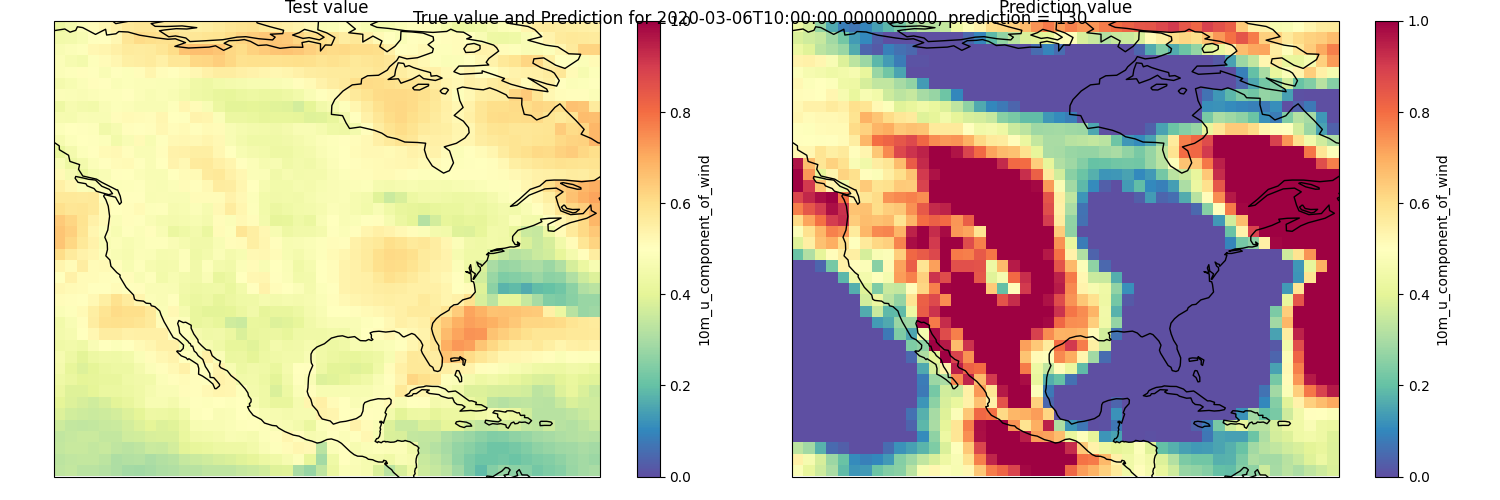 Test value
Prediction value
True value and Prediction for 2020-03-06T10:00:00.000000000, prediction = 130
1.0
0.8
0.6
0.4
0.2
0.0
10m_u_component_of_wind
1.0
0.8
0.6
0.4
0.2
0.0
10m_u_component_of_wind